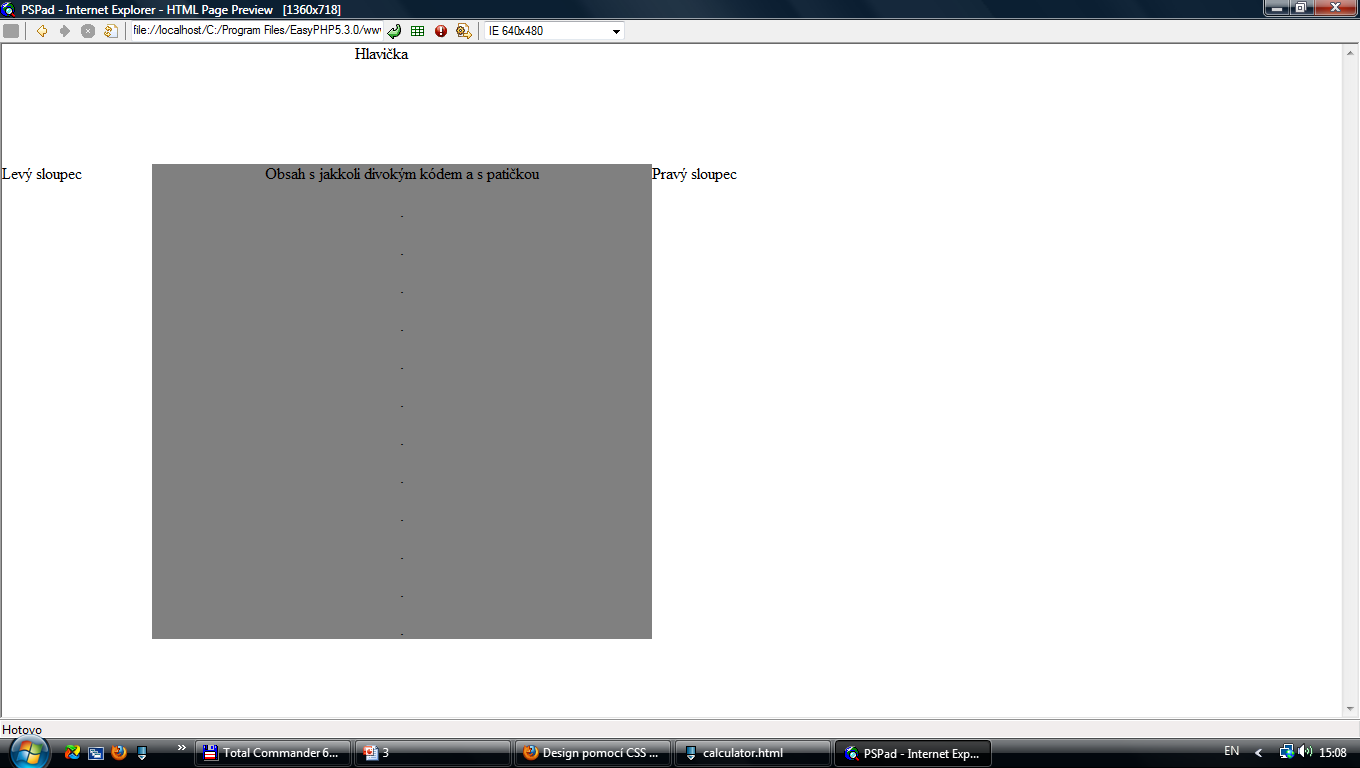 PSPad - Internet Explorer - HTML Page Preview [1360x718]
file://localhost/C:/Program Files/EasyPHP5.3.0/www
IE 640x480
Hlavička
Levý sloupec
Obsah s jakkoli divokým kódem a s patičkou
Pravý sloupec
.
.
.
.
.
.
.
.
.
.
.
.
Hotovo
Total Commander 6...
3
Design pomocí CSS ...
calculator.html
PSPad - Internet Exp...
EN
15:08